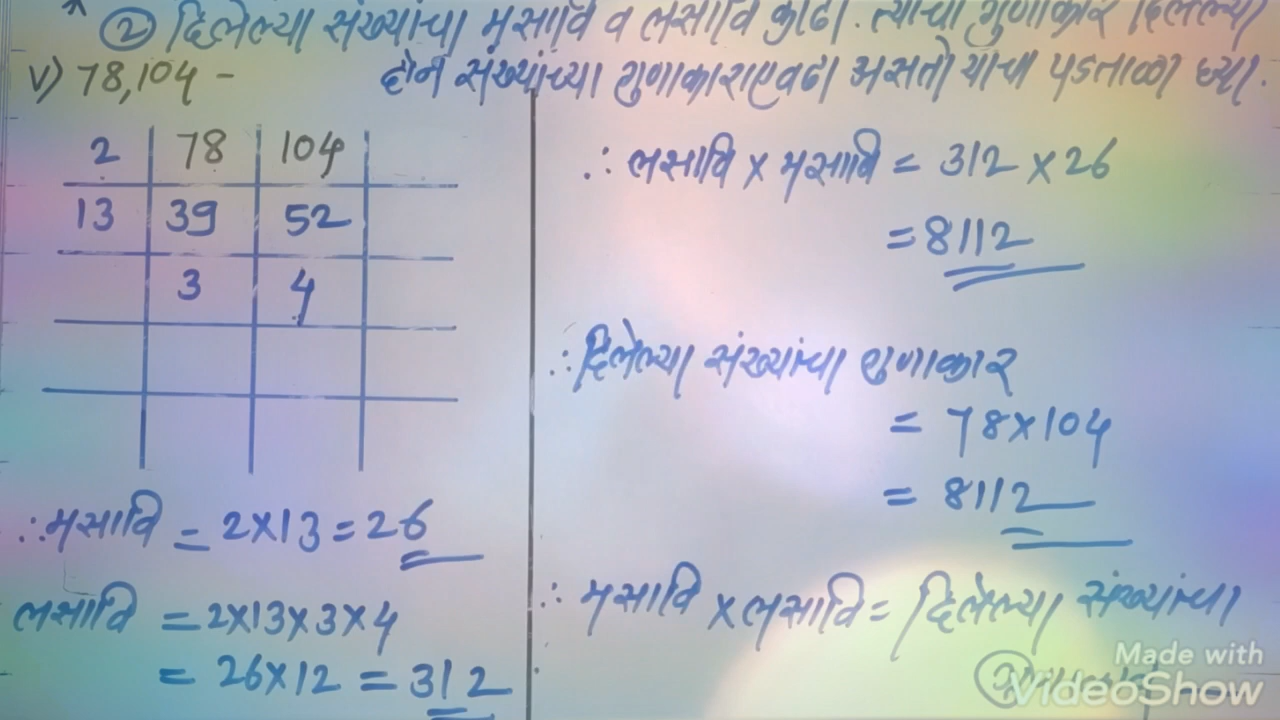 ② दिलेल्या संख्यांचा मसावि व लसावि काढा. त्यांचा गुणाकार दिलेल्या
v) 78,104 - दोन संख्यांच्या गुणाकाराएवढा असतो याचा पडताळा घ्या.
2 78 104
13 39 52
3 4
∴ मसावि = 2×13 = 26
लसावि = 2×13×3×4
= 26×12 = 312
∴ लसावि × मसावि = 312 × 26
= 8112
∴ दिलेल्या संख्यांचा गुणाकार
= 78×104
= 8112
∴ मसावि × लसावि = दिलेल्या संख्यांचा
Made with
VideoShow